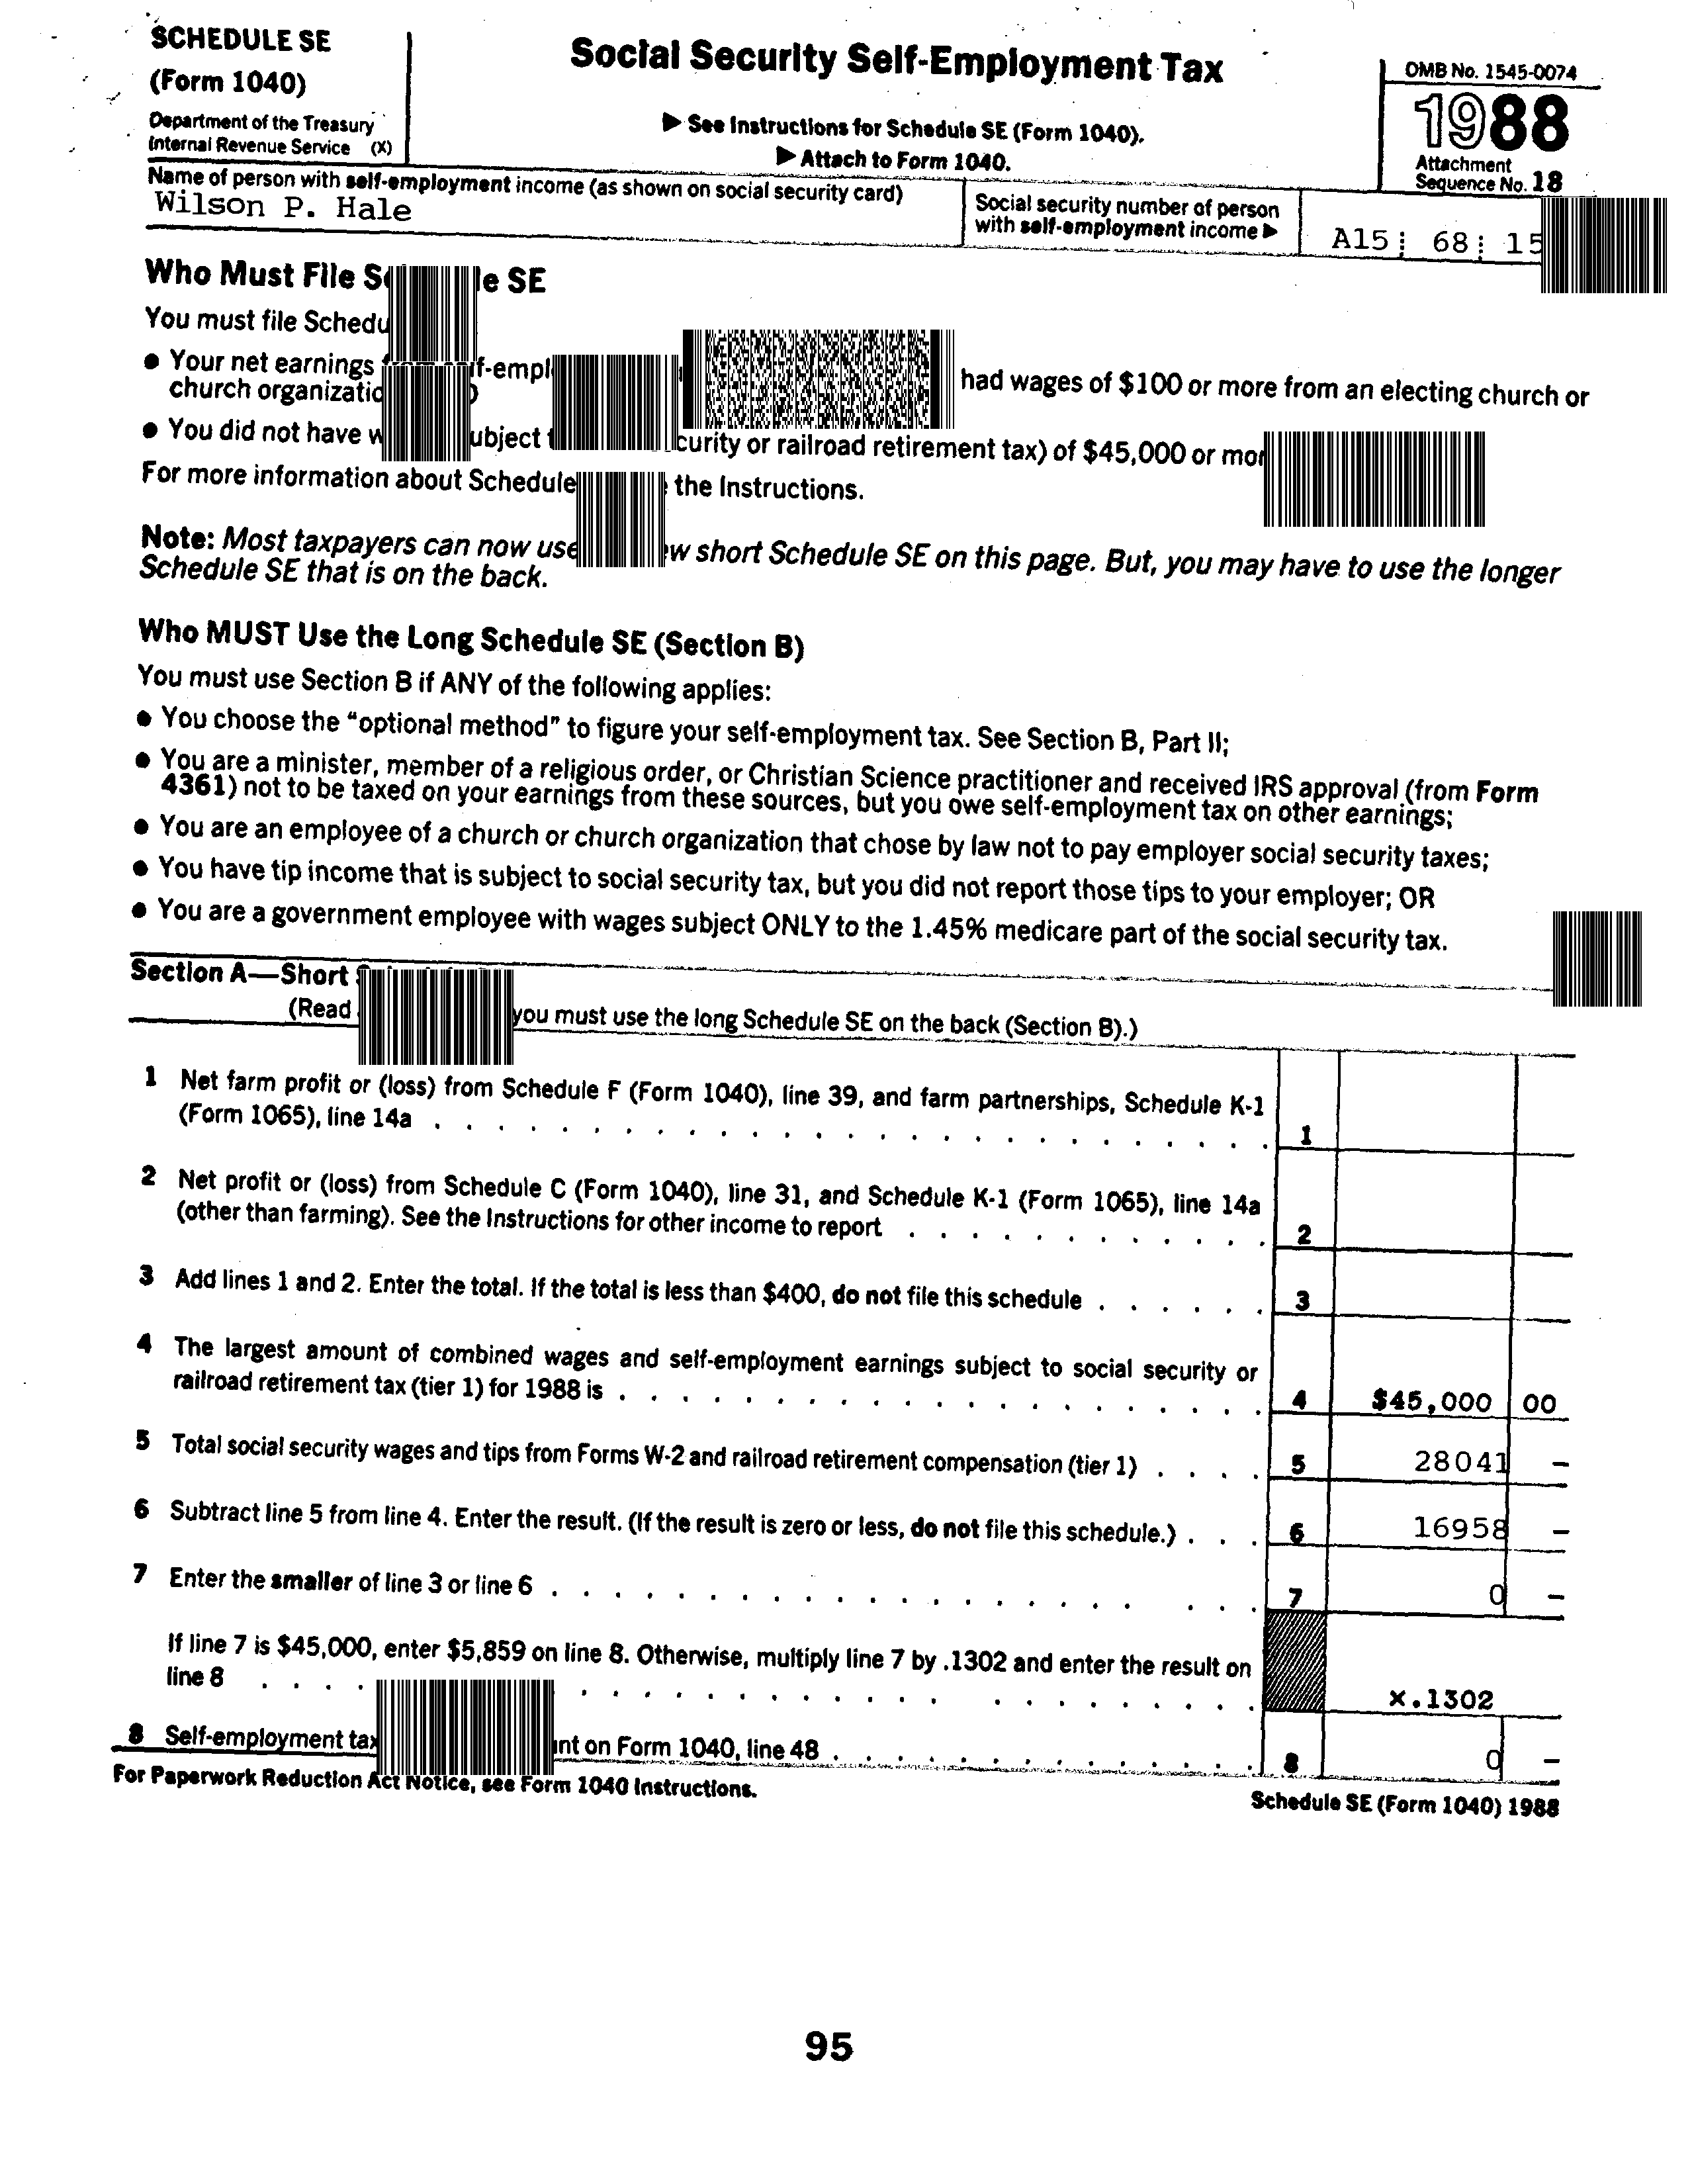 SCHEDULE SE
(Form 1040)
Department of the Treasury
Internal Revenue Service (X)
Social Security Self-Employment Tax
▶ See Instructions for Schedule SE (Form 1040).
▶ Attach to Form 1040.
OMB No. 1545-0074
1988
Attachment
Sequence No. 18
Name of person with self-employment income (as shown on social security card)
Wilson P. Hale
Social security number of person
with self-employment income ▶
A15 68 15
Who Must File SE
You must file
● Your net earnings had wages of $100 or more from an electing church or
church
● You did not have or railroad retirement tax) of $45,000 or
For more information about Schedule the Instructions.
Note: Most taxpayers can now use short Schedule SE on this page. But, you may have to use the longer
Schedule SE that is on the back.
Who MUST Use the Long Schedule SE (Section B)
You must use Section B if ANY of the following applies:
● You choose the "optional method" to figure your self-employment tax. See Section B, Part II;
● You are a minister, member of a religious order, or Christian Science practitioner and received IRS approval (from Form
4361) not to be taxed on your earnings from these sources, but you owe self-employment tax on other earnings;
● You are an employee of a church or church organization that chose by law not to pay employer social security taxes;
● You have tip income that is subject to social security tax, but you did not report those tips to your employer; OR
● You are a government employee with wages subject ONLY to the 1.45% medicare part of the social security tax.
Section A—Short
(Read you must use the long Schedule SE on the back (Section B).)
1 Net farm profit or (loss) from Schedule F (Form 1040), line 39, and farm partnerships, Schedule K-1
(Form 1065), line 14a . . . . . . . . . . . . . . . . . . . . . . . . . . 1
2 Net profit or (loss) from Schedule C (Form 1040), line 31, and Schedule K-1 (Form 1065), line 14a
(other than farming). See the Instructions for other income to report . . . . . . . . . . . . 2
3 Add lines 1 and 2. Enter the total. If the total is less than $400, do not file this schedule . . . . . . 3
4 The largest amount of combined wages and self-employment earnings subject to social security or
railroad retirement tax (tier 1) for 1988 is . . . . . . . . . . . . . . . . . . . . 4 $45,000 00
5 Total social security wages and tips from Forms W-2 and railroad retirement compensation (tier 1) . . . . 5 28041 –
6 Subtract line 5 from line 4. Enter the result. (If the result is zero or less, do not file this schedule.) . . . 6 16958 –
7 Enter the smaller of line 3 or line 6 . . . . . . . . . . . . . . . . . . . . . 7 0 –
If line 7 is $45,000, enter $5,859 on line 8. Otherwise, multiply line 7 by .1302 and enter the result on
line 8 . . . . . . . . . . . . . . . . . . . . . . . . ×.1302
8 Self-employment tax on Form 1040, line 48 . . . . . . . . . . . . . . 8 0 –
For Paperwork Reduction Act Notice, see Form 1040 Instructions.
Schedule SE (Form 1040) 1988
95